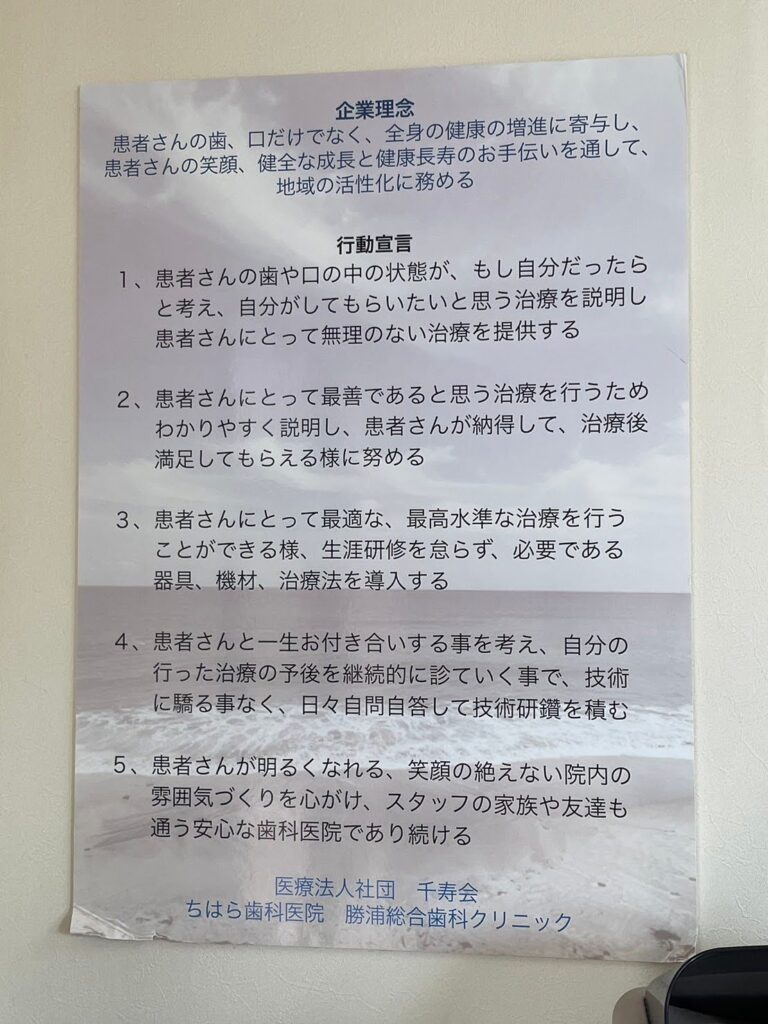 企業理念
患者さんの歯、口だけでなく、全身の健康の増進に寄与し、
患者さんの笑顔、健全な成長と健康長寿のお手伝いを通して、
地域の活性化に務める
行動宣言
1、患者さんの歯や口の中の状態が、もし自分だったら
と考え、自分がしてもらいたいと思う治療を説明し
患者さんにとって無理のない治療を提供する
2、患者さんにとって最善であると思う治療を行うため
わかりやすく説明し、患者さんが納得して、治療後
満足してもらえる様に努める
3、患者さんにとって最適な、最高水準な治療を行う
ことができる様、生涯研修を怠らず、必要である
器具、機材、治療法を導入する
4、患者さんと一生お付き合いする事を考え、自分の
行った治療の予後を継続的に診ていく事で、技術
に驕る事なく、日々自問自答して技術研鑽を積む
5、患者さんが明るくなれる、笑顔の絶えない院内の
雰囲気づくりを心がけ、スタッフの家族や友達も
通う安心な歯科医院であり続ける
医療法人社団　千寿会
ちはら歯科医院　勝浦総合歯科クリニック